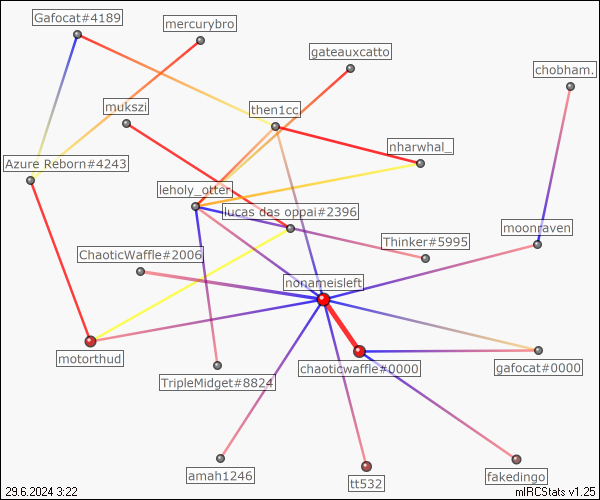 Gafocat#4189
mercurybro
gateauxcatto
chobham.
mukszi
then1cc
nharwhal_
Azure Reborn#4243
leholy_otter
lucas das oppai#2396
moonraven
Thinker#5995
ChaoticWaffle#2006
nonameisleft
motorthud
chaoticwaffle#0000
gafocat#0000
TripleMidget#8824
amah1246
tt532
fakedingo
29.6.2024 3:22
mIRCStats v1.25